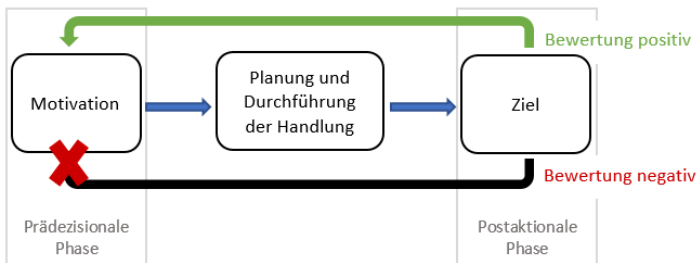 Bewertung positiv
Motivation
Planung und
Durchführung
der Handlung
Ziel
Bewertung negativ
Prädezisionale
Phase
Postaktionale
Phase